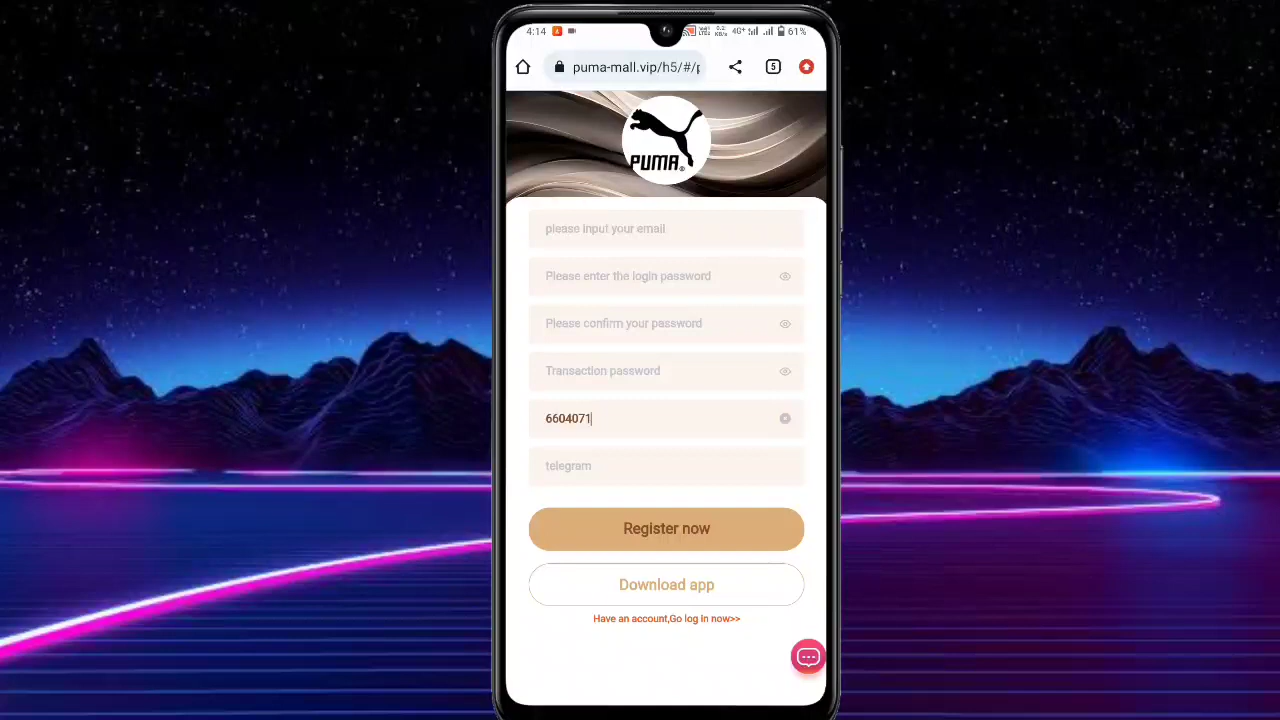 4:14
4G+
61%
puma-mall.vip/h5/#/p
5
PUMA®
please input your email
Please enter the login password
Please confirm your password
Transaction password
6604071
telegram
Register now
Download app
Have an account,Go log in now>>